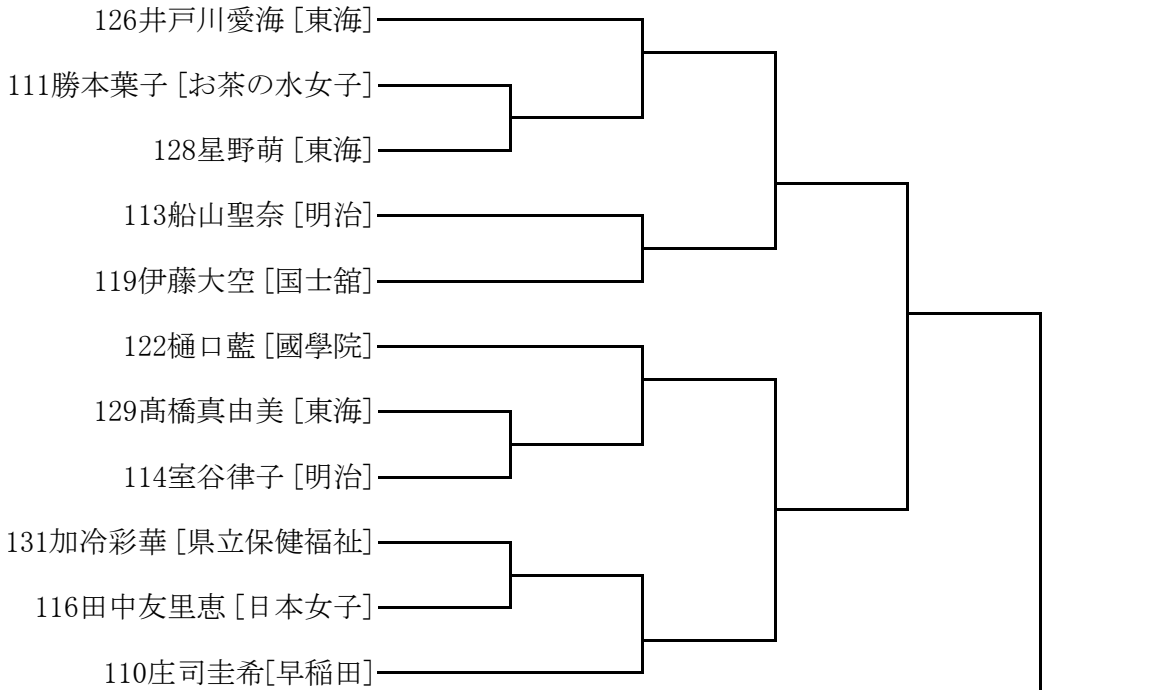 126井戸川愛海 [東海]
111勝本葉子 [お茶の水女子]
128星野萌 [東海]
113船山聖奈 [明治]
119伊藤大空 [国士舘]
122樋口藍 [國學院]
129髙橋真由美 [東海]
114室谷律子 [明治]
131加冷彩華 [県立保健福祉]
116田中友里恵 [日本女子]
110庄司圭希[早稲田]